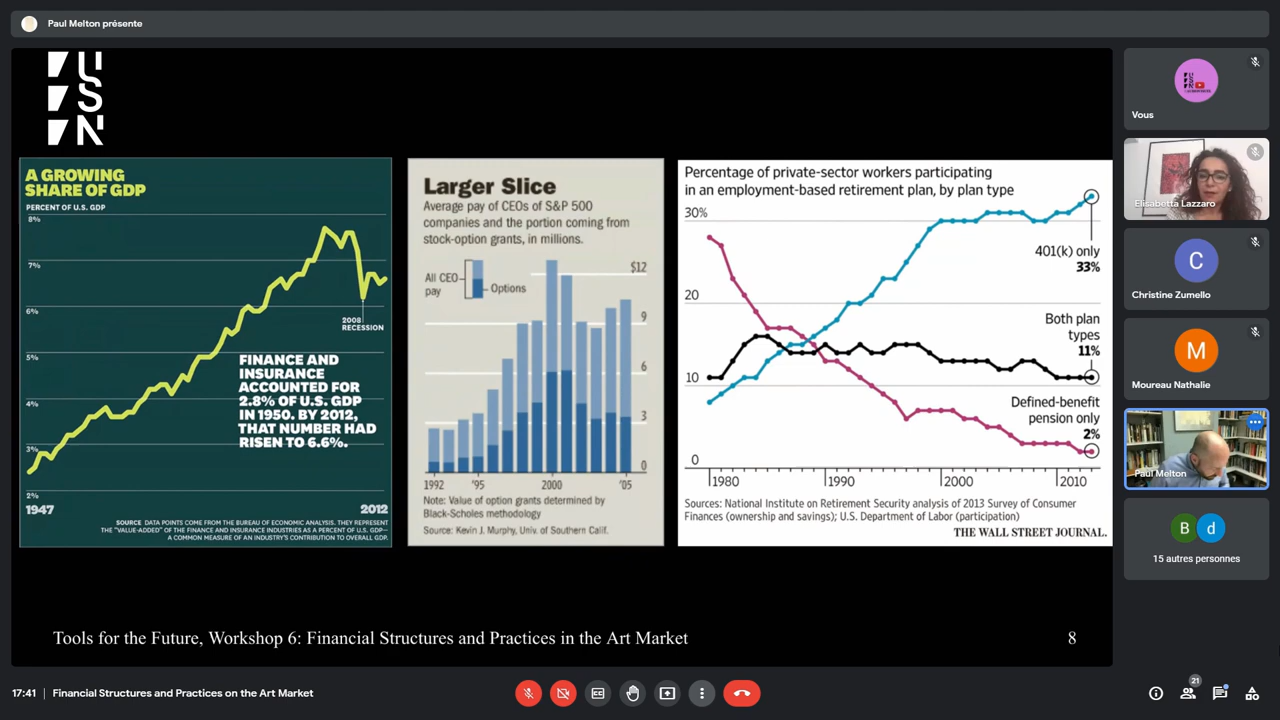 Paul Melton présente
USN
A GROWING
SHARE OF GDP
PERCENT OF U.S. GDP
8%
7%
6%
5%
4%
3%
2%
2008
RECESSION
FINANCE AND
INSURANCE
ACCOUNTED FOR
2.8% OF U.S. GDP
IN 1950. BY 2012,
THAT NUMBER HAD
RISEN TO 6.6%.
1947
2012
SOURCE DATA POINTS COME FROM THE BUREAU OF ECONOMIC ANALYSIS. THEY REPRESENT
THE "VALUE-ADDED" OF THE FINANCE AND INSURANCE INDUSTRIES AS A PERCENT OF U.S. GDP—
A COMMON MEASURE OF AN INDUSTRY'S CONTRIBUTION TO OVERALL GDP.
Larger Slice
Average pay of CEOs of S&P 500
companies and the portion coming from
stock-option grants, in millions.
All CEO
pay
Options
$12
9
6
3
0
1992 '95 2000 '05
Note: Value of option grants determined by
Black-Scholes methodology
Source: Kevin J. Murphy, Univ. of Southern Calif.
Percentage of private-sector workers participating
in an employment-based retirement plan, by plan type
30%
20
10
0
401(k) only
33%
Both plan
types
11%
Defined-benefit
pension only
2%
1980 1990 2000 2010
Sources: National Institute on Retirement Security analysis of 2013 Survey of Consumer
Finances (ownership and savings); U.S. Department of Labor (participation)
THE WALL STREET JOURNAL.
Tools for the Future, Workshop 6: Financial Structures and Practices in the Art Market
8
Vous
Elisabetta Lazzaro
C
Christine Zumello
M
Moureau Nathalie
Paul Melton
B d
15 autres personnes
17:41 | Financial Structures and Practices on the Art Market
21